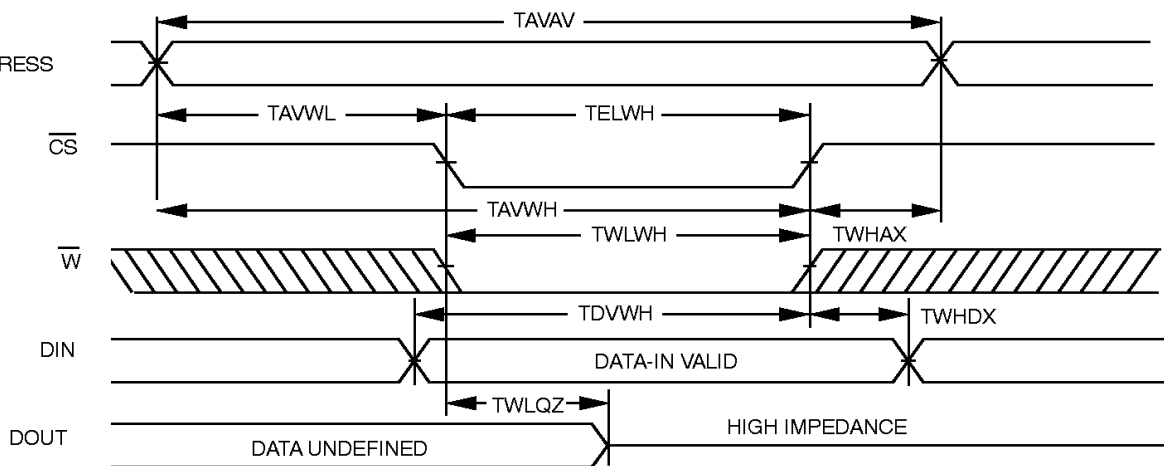 TAVAV
RESS
TAVWL TELWH
CS
TAVWH
TWLWH TWHAX
W
TDVWH TWHDX
DIN DATA-IN VALID
TWLQZ
DOUT DATA UNDEFINED HIGH IMPEDANCE